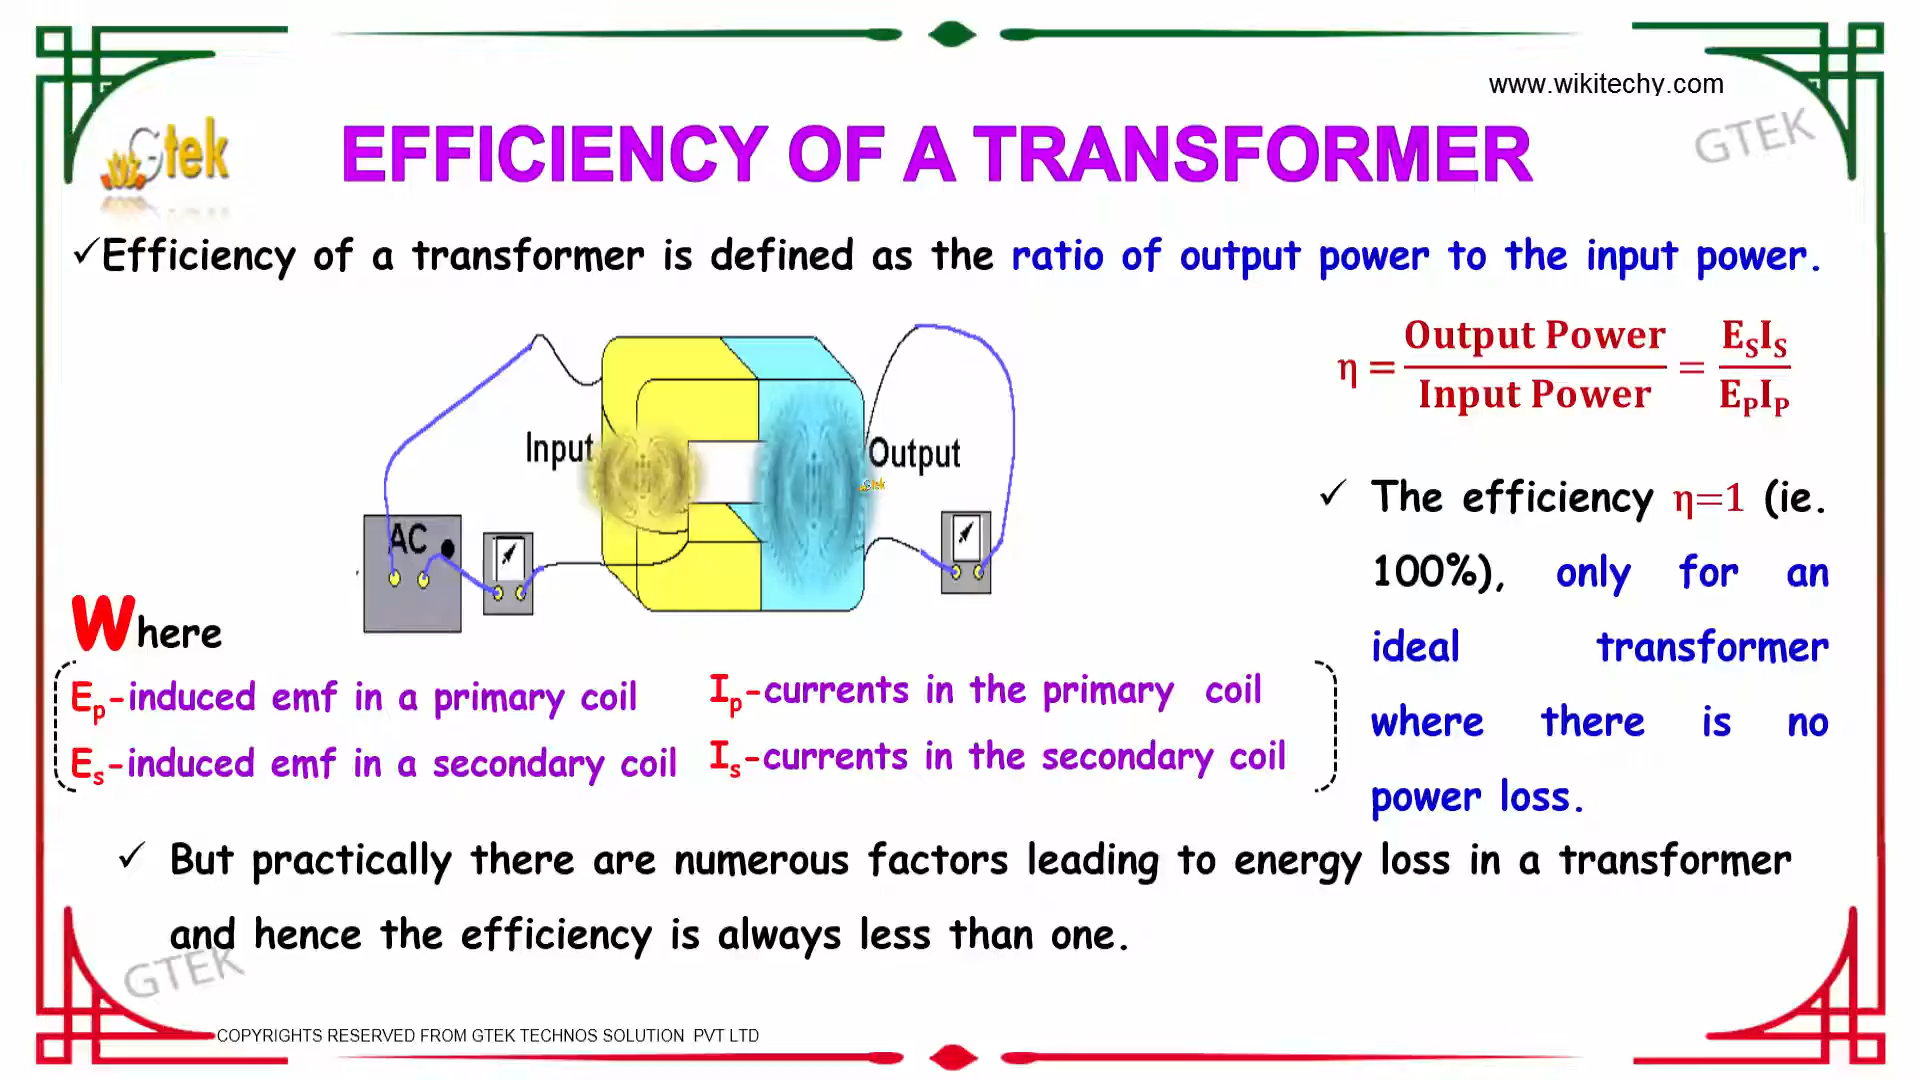 www.wikitechy.com
Gtek
GTEK
EFFICIENCY OF A TRANSFORMER
✓Efficiency of a transformer is defined as the ratio of output power to the input power.
η = Output Power / Input Power = ESIS / EPIP
Input
Output
Gtek
AC
✓ The efficiency η=1 (ie.
100%), only for an
ideal transformer
where there is no
power loss.
Where
Ep-induced emf in a primary coil
Ip-currents in the primary coil
Es-induced emf in a secondary coil
Is-currents in the secondary coil
✓ But practically there are numerous factors leading to energy loss in a transformer
and hence the efficiency is always less than one.
GTEK
COPYRIGHTS RESERVED FROM GTEK TECHNOS SOLUTION PVT LTD